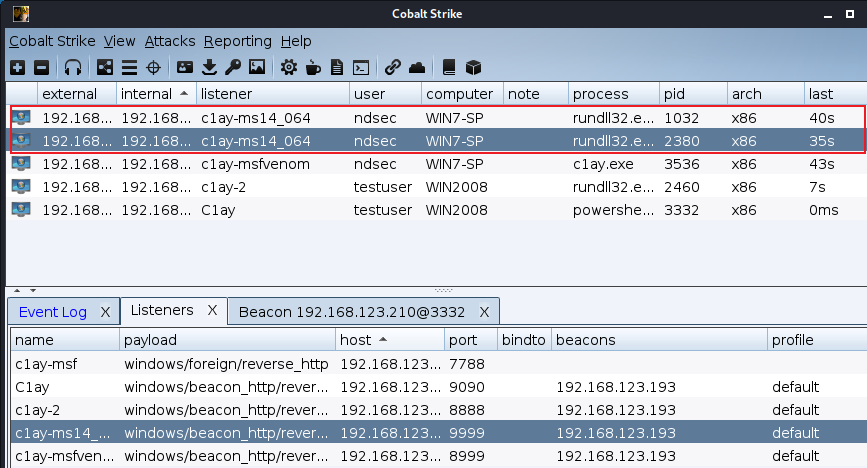 Cobalt Strike
Cobalt Strike View Attacks Reporting Help
external internal listener user computer note process pid arch last
192.168... 192.168... c1ay-ms14_064 ndsec WIN7-SP rundll32.e... 1032 x86 40s
192.168... 192.168... c1ay-ms14_064 ndsec WIN7-SP rundll32.e... 2380 x86 35s
192.168... 192.168... c1ay-msfvenom ndsec WIN7-SP c1ay.exe 3536 x86 43s
192.168... 192.168... c1ay-2 testuser WIN2008 rundll32.e... 2460 x86 7s
192.168... 192.168... C1ay testuser WIN2008 powershe... 3332 x86 0ms
Event Log X Listeners X Beacon 192.168.123.210@3332 X
name payload host port bindto beacons profile
c1ay-msf windows/foreign/reverse_http 192.168.123... 7788
C1ay windows/beacon_http/rever... 192.168.123... 9090 192.168.123.193 default
c1ay-2 windows/beacon_http/rever... 192.168.123... 8888 192.168.123.193 default
c1ay-ms14_... windows/beacon_http/rever... 192.168.123... 9999 192.168.123.193 default
c1ay-msfven... windows/beacon_http/rever... 192.168.123... 8999 192.168.123.193 default